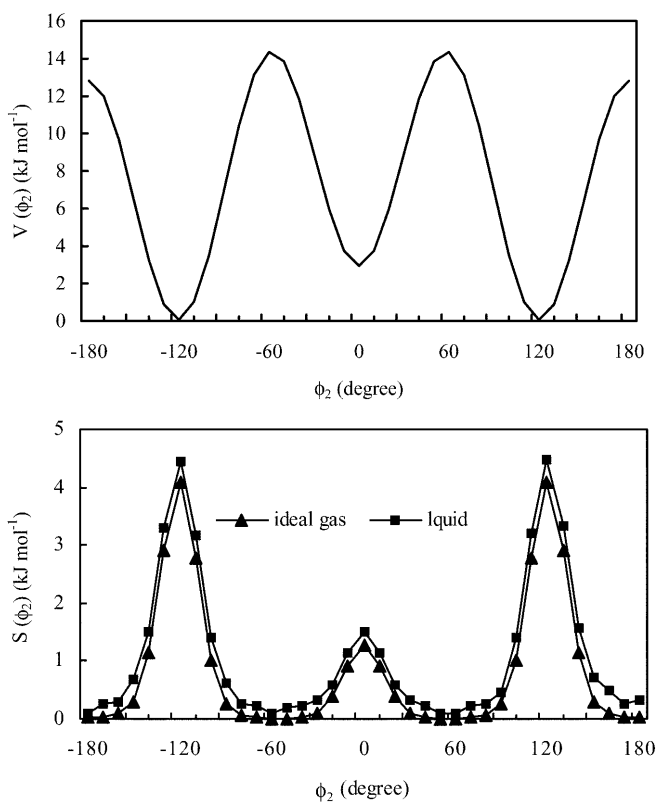 16
14
12
10
8
6
4
2
0
V (ϕ₂) (kJ mol⁻¹)
-180 -120 -60 0 60 120 180
ϕ₂ (degree)
5
4
3
2
1
0
S (ϕ₂) (kJ mol⁻¹)
ideal gas lquid
-180 -120 -60 0 60 120 180
ϕ₂ (degree)